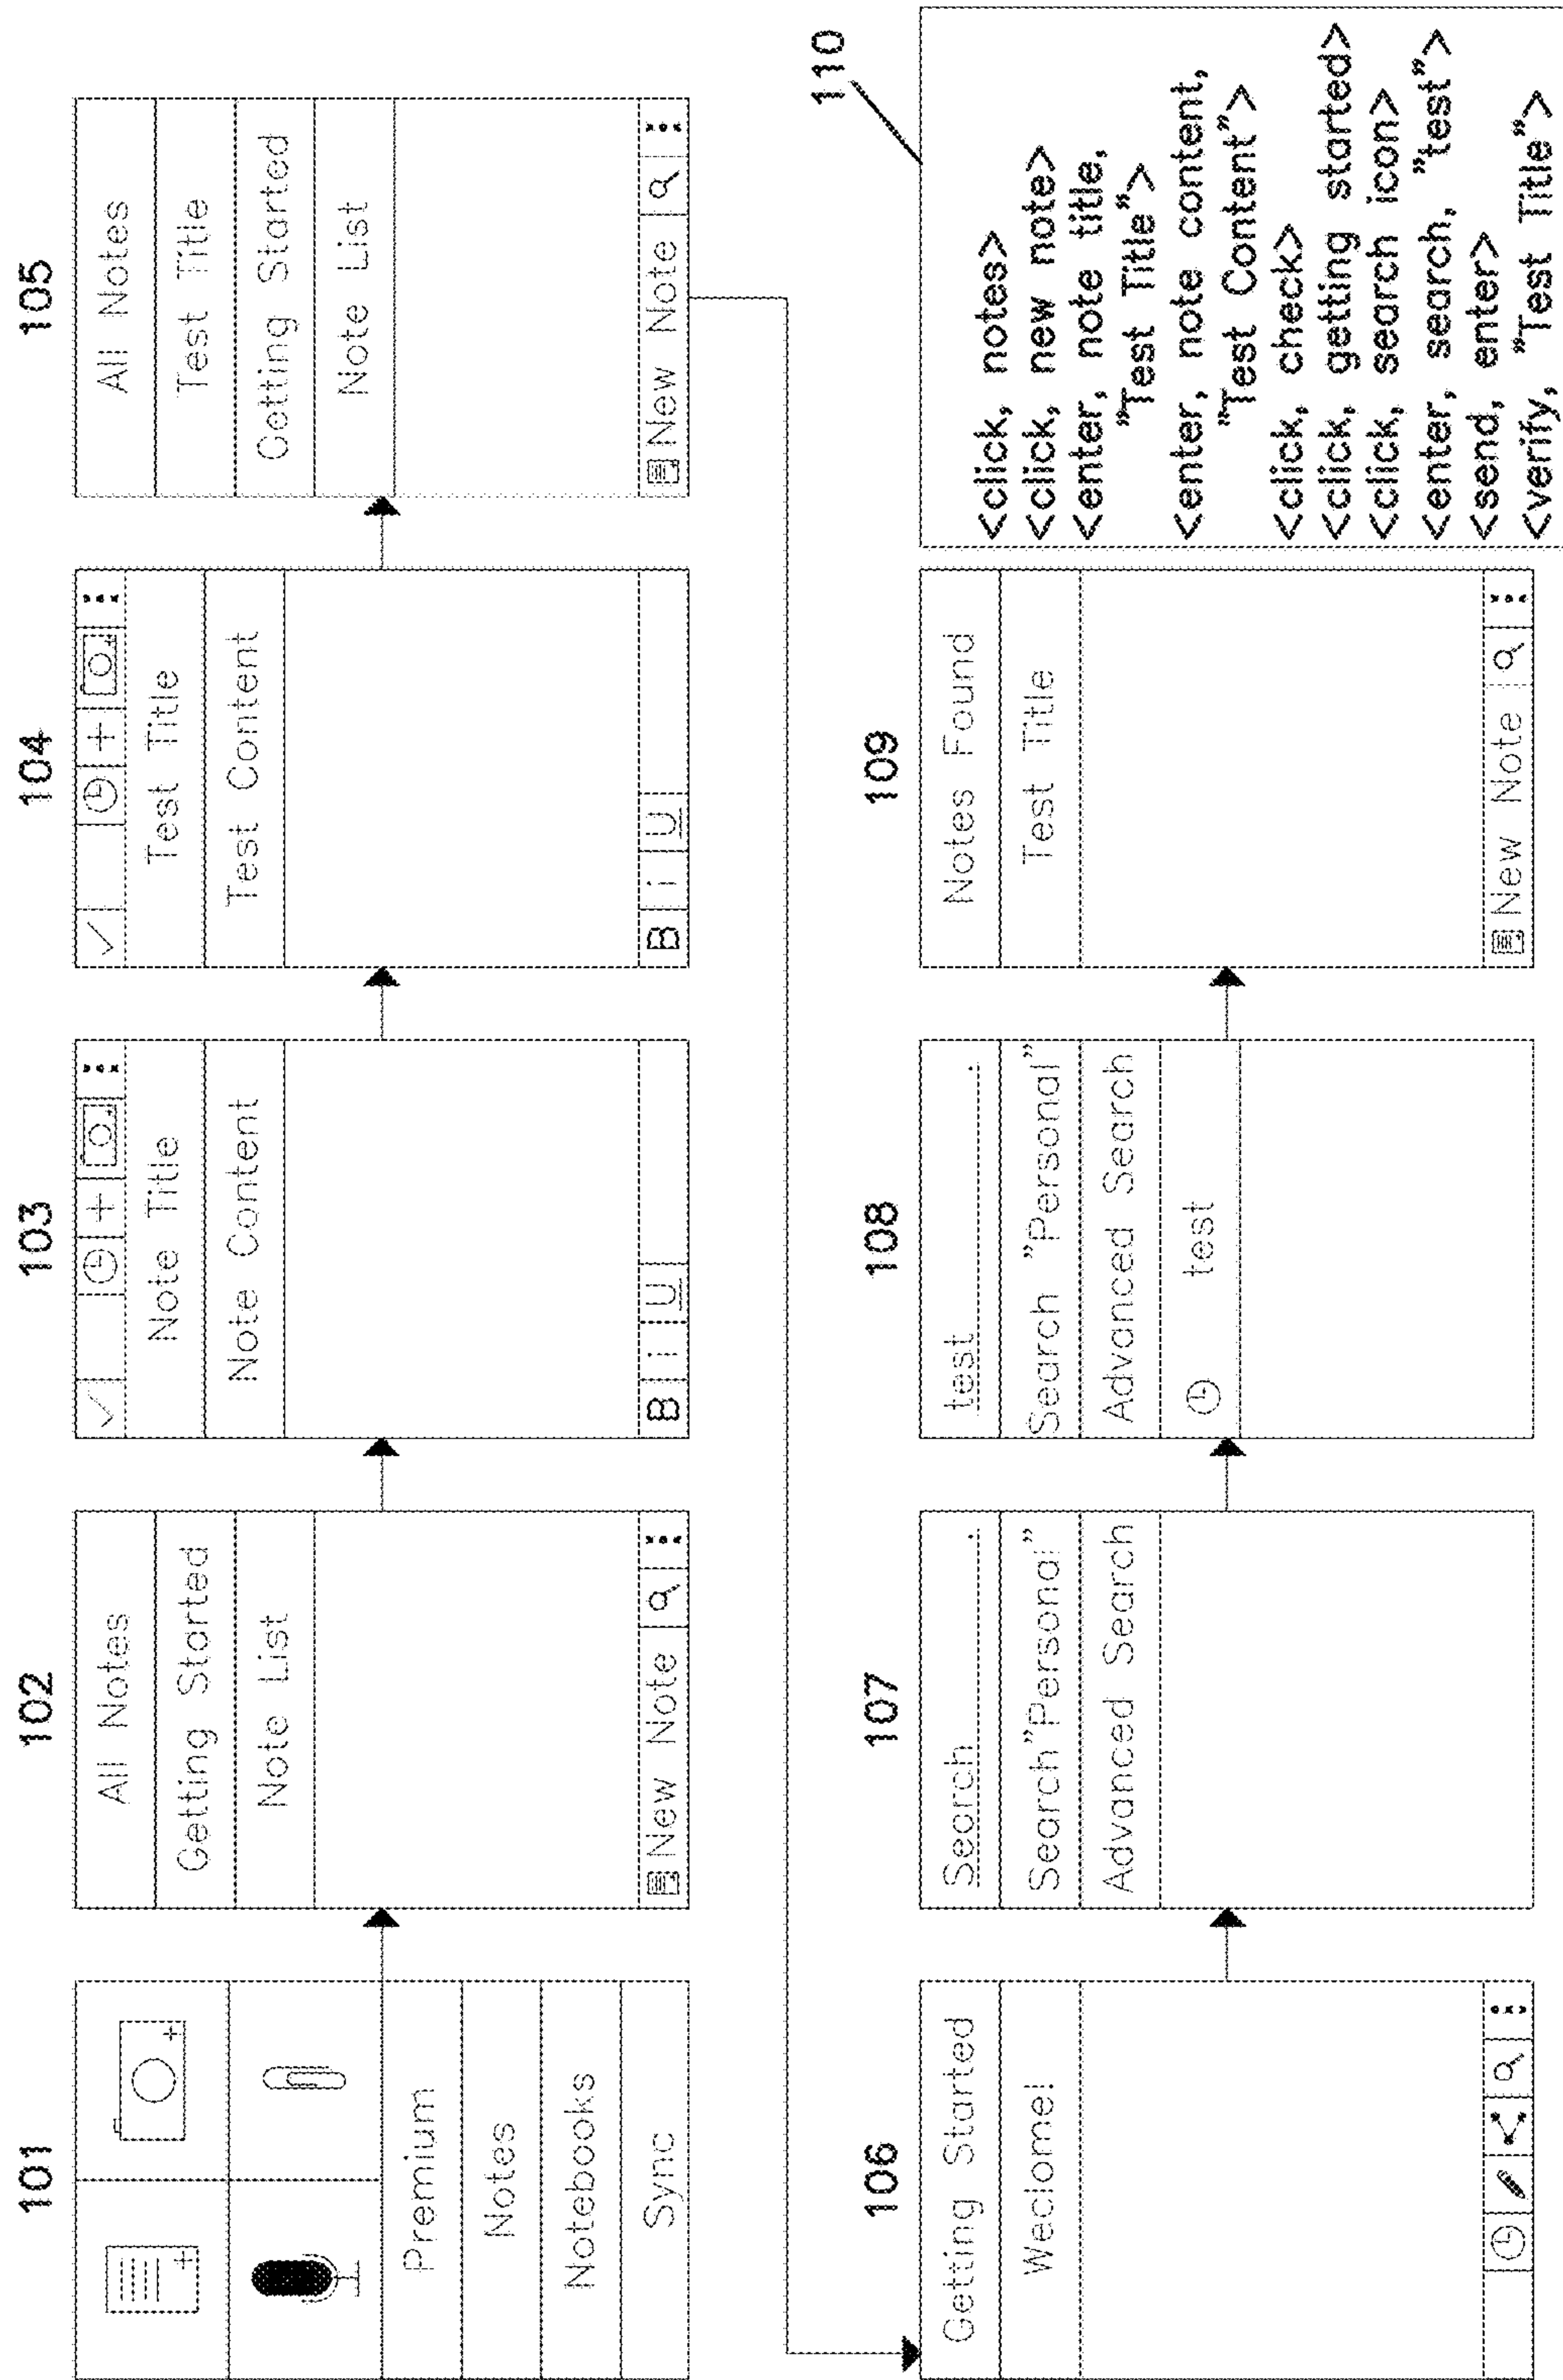 101
Premium
Notes
Notebooks
Sync
102
All Notes
Getting Started
Note List
New Note
103
Note Title
Note Content
B i U
104
Test Title
Test Content
B i U
105
All Notes
Test Title
Getting Started
Note List
New Note
106
Getting Started
Weclome!
107
Search
Search"Personal"
Advanced Search
108
test
Search "Personal"
Advanced Search
test
109
Notes Found
Test Title
New Note
110
<click, notes>
<click, new note>
<enter, note title,
"Test Title">
<enter, note content,
"Test Content">
<click, check>
<click, getting started>
<click, search icon>
<enter, search, "test">
<send, enter>
<verify, "Test Title">